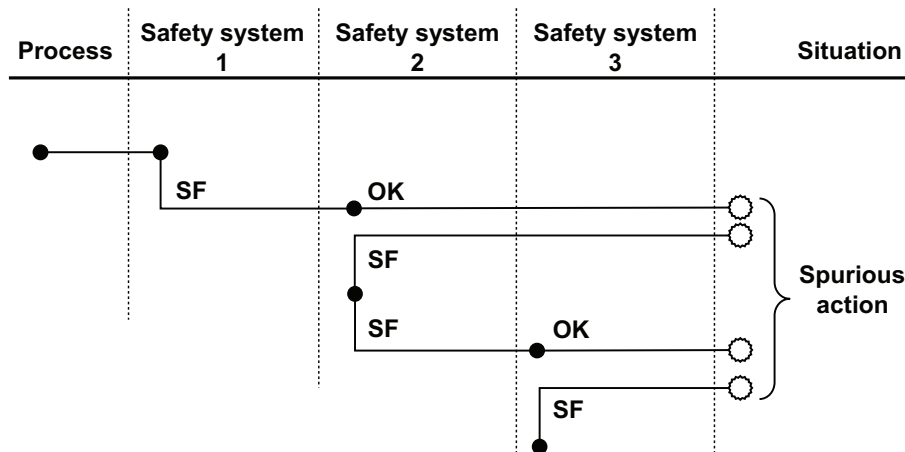 Process
Safety system
1
Safety system
2
Safety system
3
Situation
SF
OK
SF
SF
OK
SF
Spurious
action